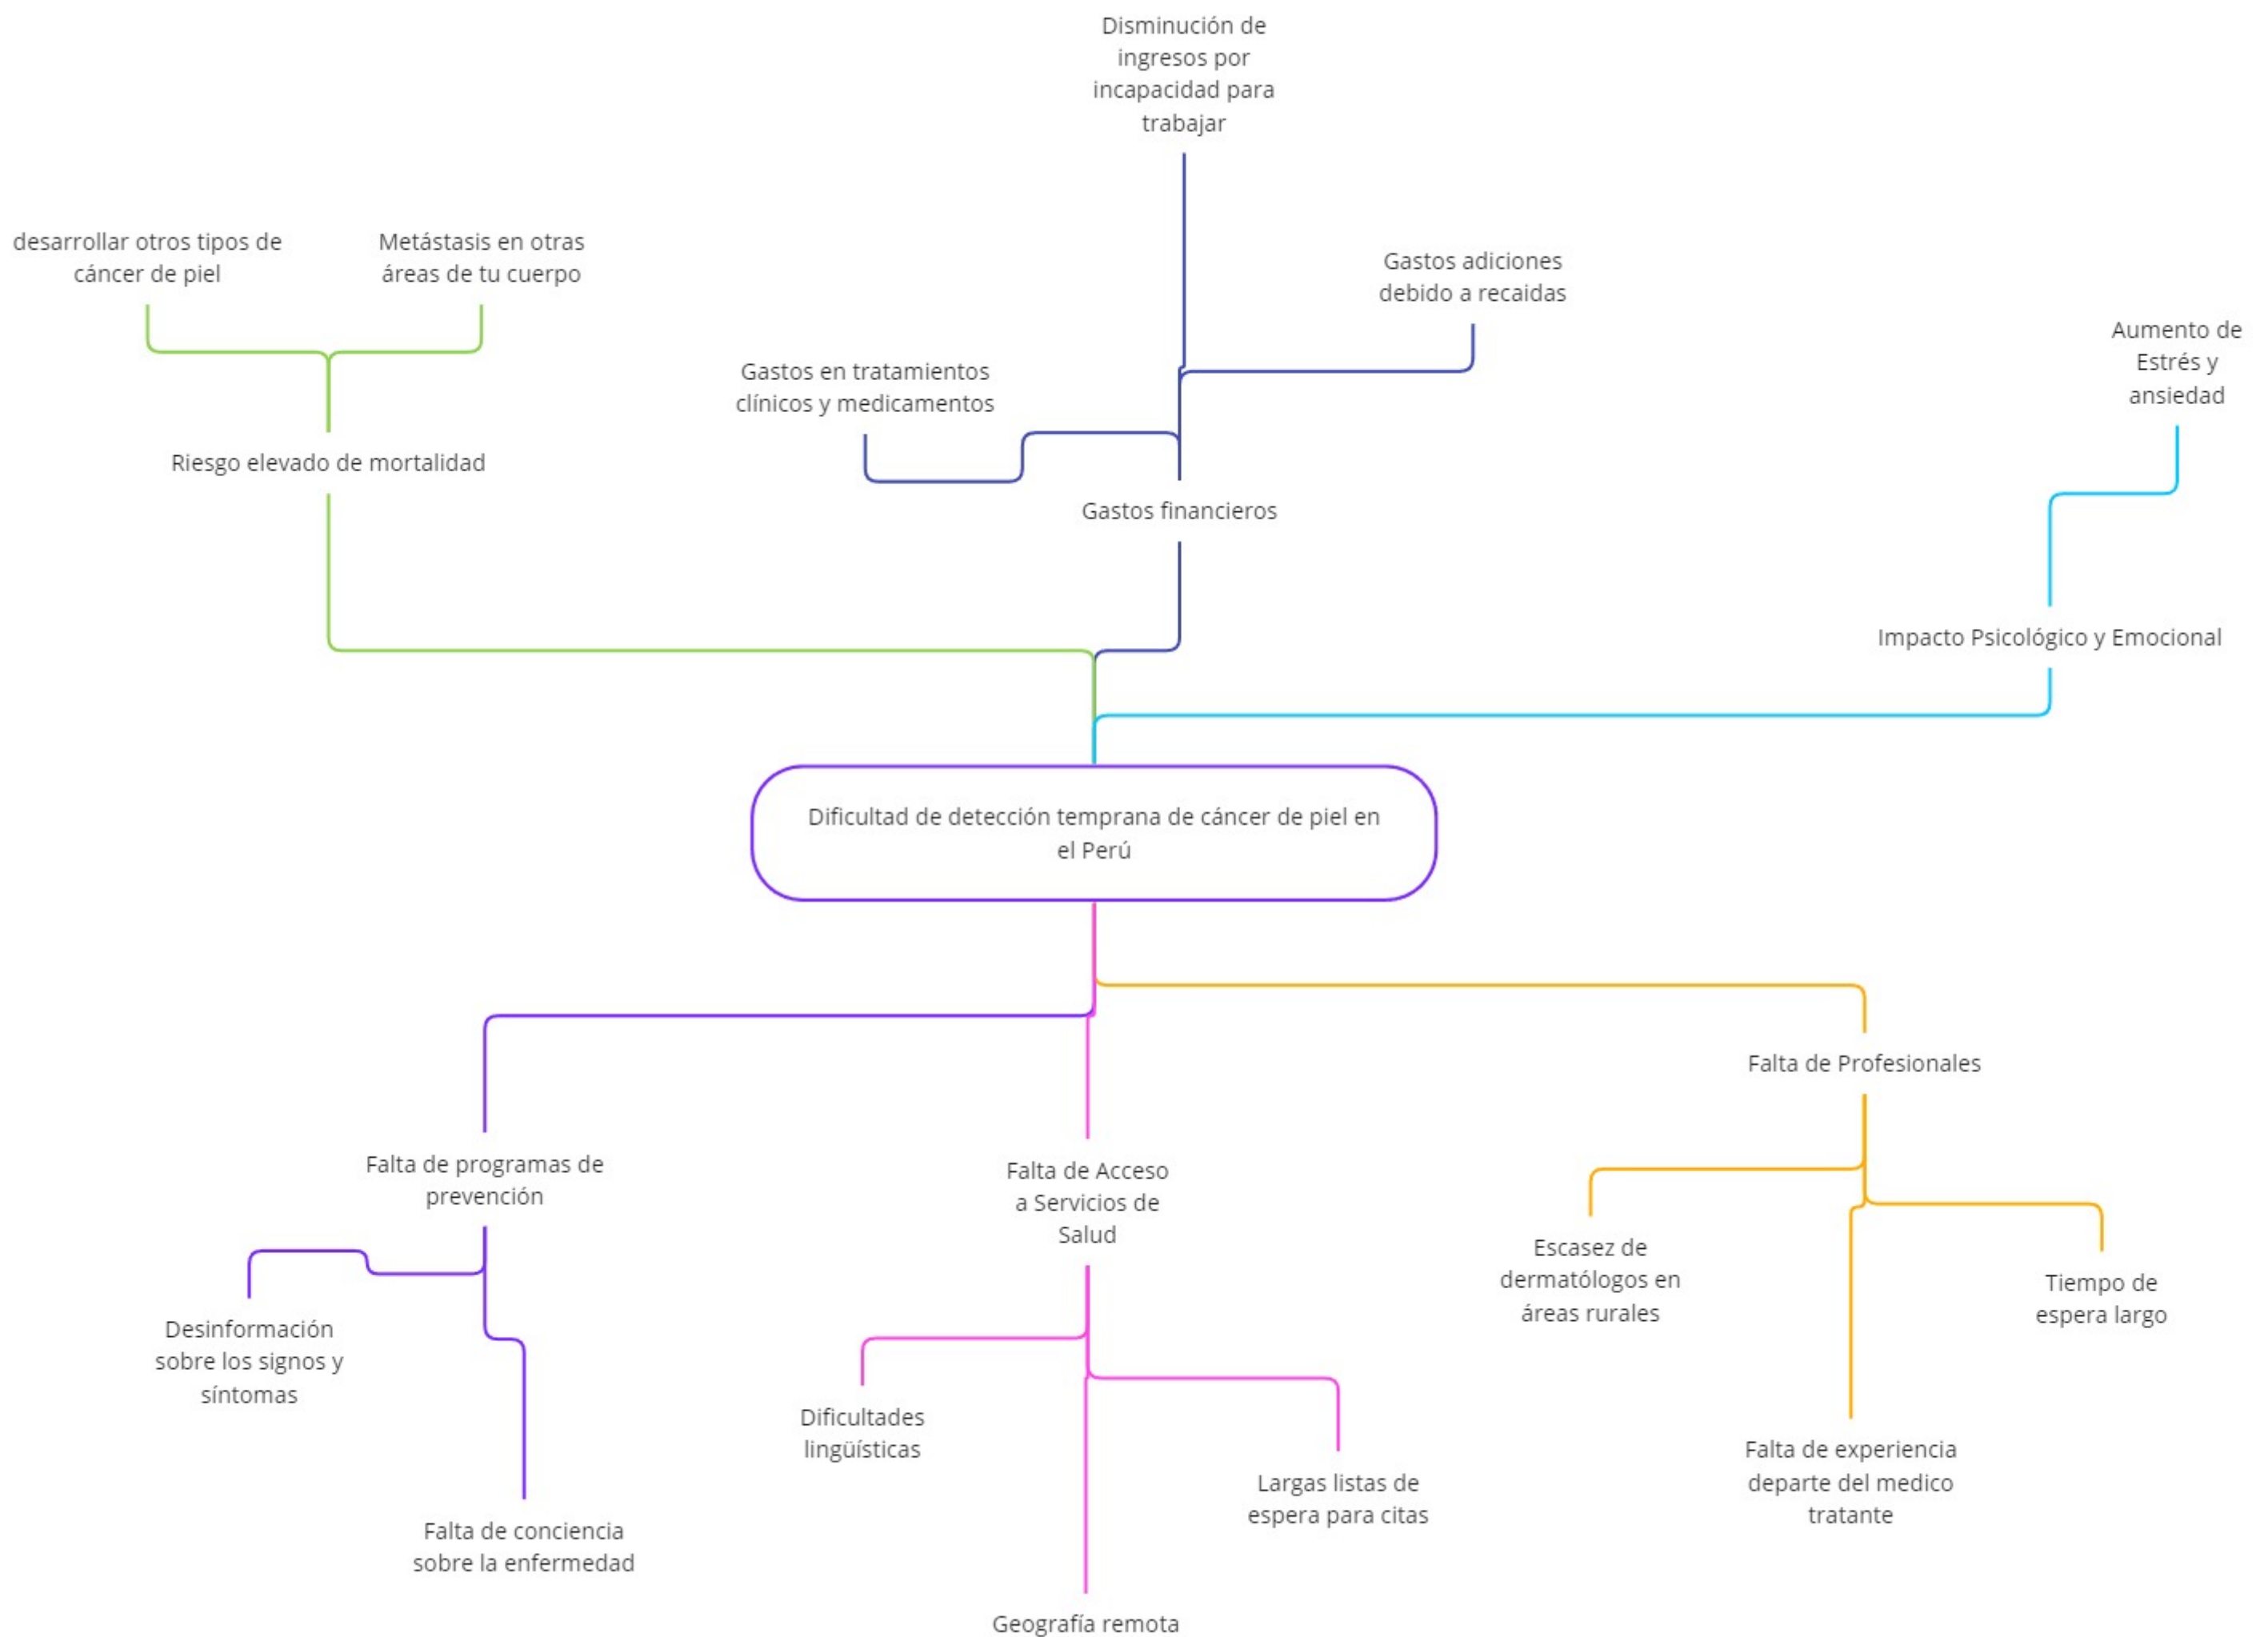 Disminución de
ingresos por
incapacidad para
trabajar
desarrollar otros tipos de
cáncer de piel
Metástasis en otras
áreas de tu cuerpo
Gastos adiciones
debido a recaidas
Gastos en tratamientos
clínicos y medicamentos
Aumento de
Estrés y
ansiedad
Riesgo elevado de mortalidad
Gastos financieros
Impacto Psicológico y Emocional
Dificultad de detección temprana de cáncer de piel en
el Perú
Falta de Profesionales
Falta de programas de
prevención
Falta de Acceso
a Servicios de
Salud
Escasez de
dermatólogos en
áreas rurales
Tiempo de
espera largo
Desinformación
sobre los signos y
síntomas
Dificultades
lingüísticas
Largas listas de
espera para citas
Falta de experiencia
departe del medico
tratante
Falta de conciencia
sobre la enfermedad
Geografía remota